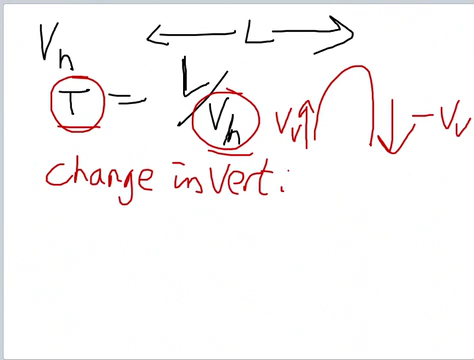 Vh ← L →
T = L/Vh Vv ↑ ↓ -Vv
change in vert: